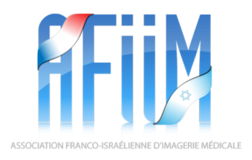 AFIIM
ASSOCIATION FRANCO-ISRAÉLIENNE D'IMAGERIE MÉDICALE